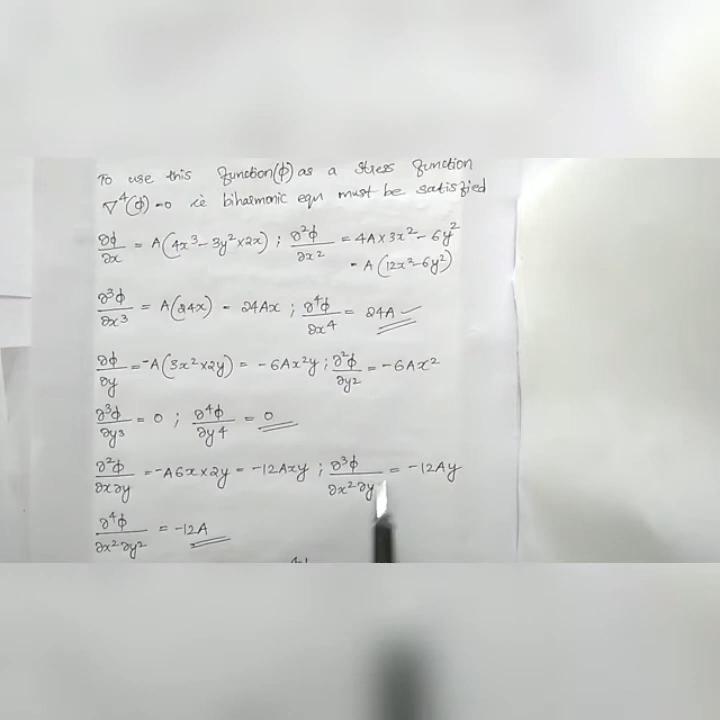 To use this function(ϕ) as a stress function
∇⁴(ϕ) = 0 ie biharmonic equn must be satisfied
∂ϕ/∂x = A(4x³ - 3y² × 2x) ; ∂²ϕ/∂x² = 4A × 3x² - 6y²
= A(12x² - 6y²)
∂³ϕ/∂x³ = A(24x) = 24Ax ; ∂⁴ϕ/∂x⁴ = 24A ✓
∂ϕ/∂y = -A(3x² × 2y) = -6Ax²y ; ∂²ϕ/∂y² = -6Ax²
∂³ϕ/∂y³ = 0 ; ∂⁴ϕ/∂y⁴ = 0
∂²ϕ/∂x∂y = -A6x × 2y = -12Axy ; ∂³ϕ/∂x²∂y = -12Ay
∂⁴ϕ/∂x²∂y² = -12A